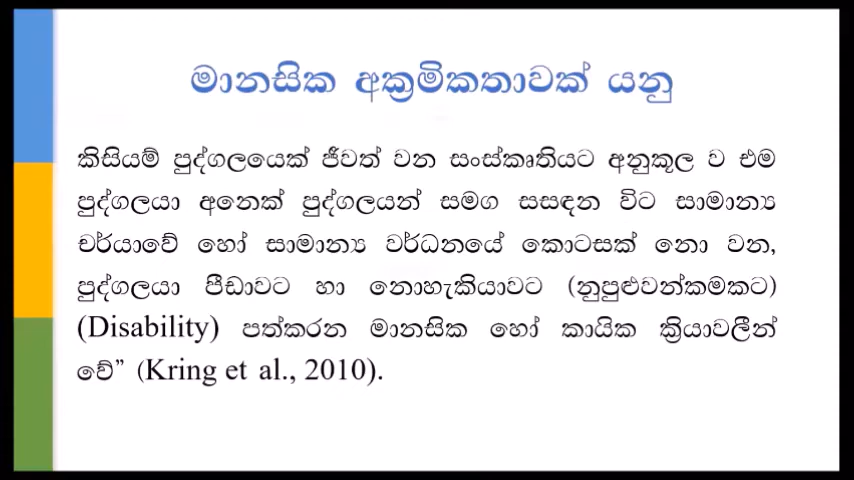 මානසික අක්‍රමිකතාවක් යනු
කිසියම් පුද්ගලයෙක් ජීවත් වන සංස්කෘතියට අනුකූල ව එම
පුද්ගලයා අනෙක් පුද්ගලයන් සමග සසඳන විට සාමාන්‍ය
චර්යාවේ හෝ සාමාන්‍ය වර්ධනයේ කොටසක් නො වන,
පුද්ගලයා පීඩාවට හා නොහැකියාවට (නුපුළුවන්කමකට)
(Disability) පත්කරන මානසික හෝ කායික ක්‍රියාවලීන්
වේ” (Kring et al., 2010).